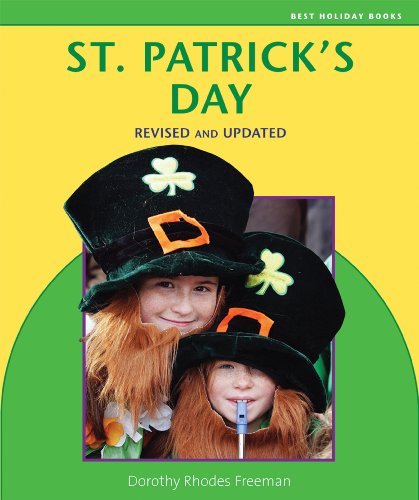 BEST HOLIDAY BOOKS
ST. PATRICK'S
DAY
REVISED AND UPDATED
Dorothy Rhodes Freeman